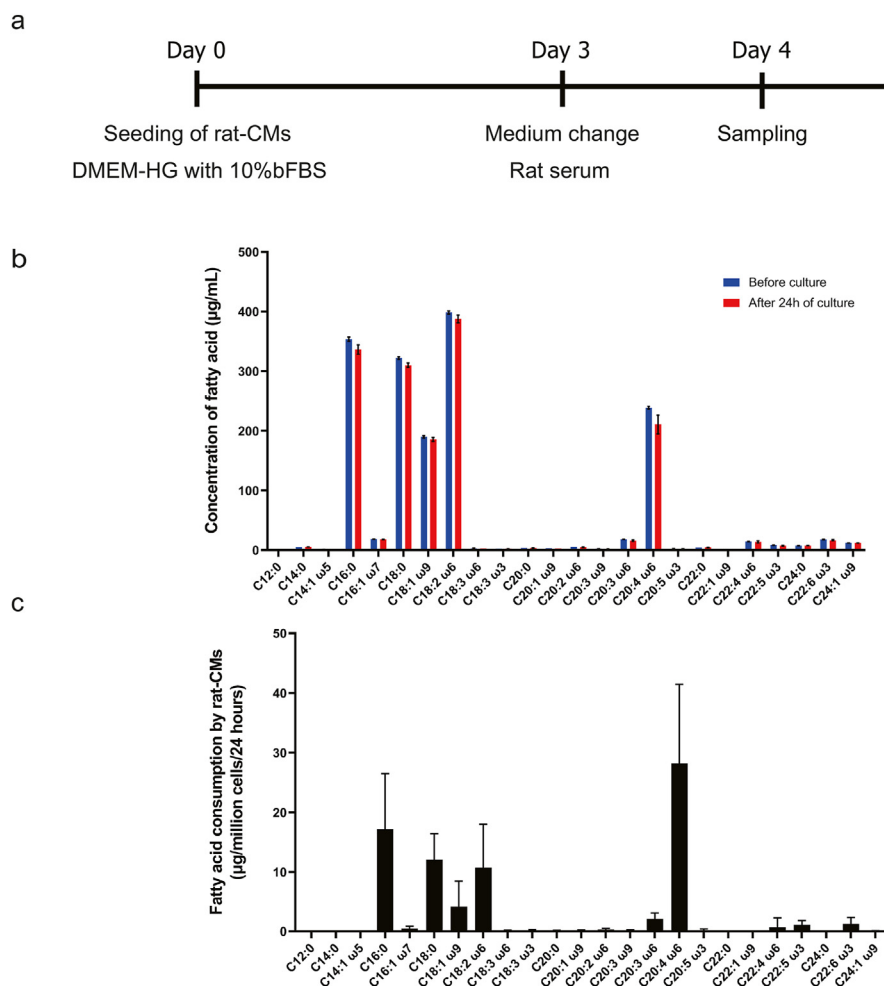 a
Day 0
Day 3
Day 4
Seeding of rat-CMs
Medium change
Sampling
DMEM-HG with 10%bFBS
Rat serum
b
Concentration of fatty acid (µg/mL)
500
400
300
200
100
0
Before culture
After 24h of culture
C12:0
C14:0
C14:1 ω5
C16:0
C16:1 ω7
C18:0
C18:1 ω9
C18:2 ω6
C18:3 ω6
C18:3 ω3
C20:0
C20:1 ω9
C20:2 ω6
C20:3 ω9
C20:3 ω6
C20:4 ω6
C20:5 ω3
C22:0
C22:1 ω9
C22:4 ω6
C22:5 ω3
C24:0
C22:6 ω3
C24:1 ω9
c
Fatty acid consumption by rat-CMs
(µg/million cells/24 hours)
50
40
30
20
10
0
C12:0
C14:0
C14:1 ω5
C16:0
C16:1 ω7
C18:0
C18:1 ω9
C18:2 ω6
C18:3 ω6
C18:3 ω3
C20:0
C20:1 ω9
C20:2 ω6
C20:3 ω9
C20:3 ω6
C20:4 ω6
C20:5 ω3
C22:0
C22:1 ω9
C22:4 ω6
C22:5 ω3
C24:0
C22:6 ω3
C24:1 ω9